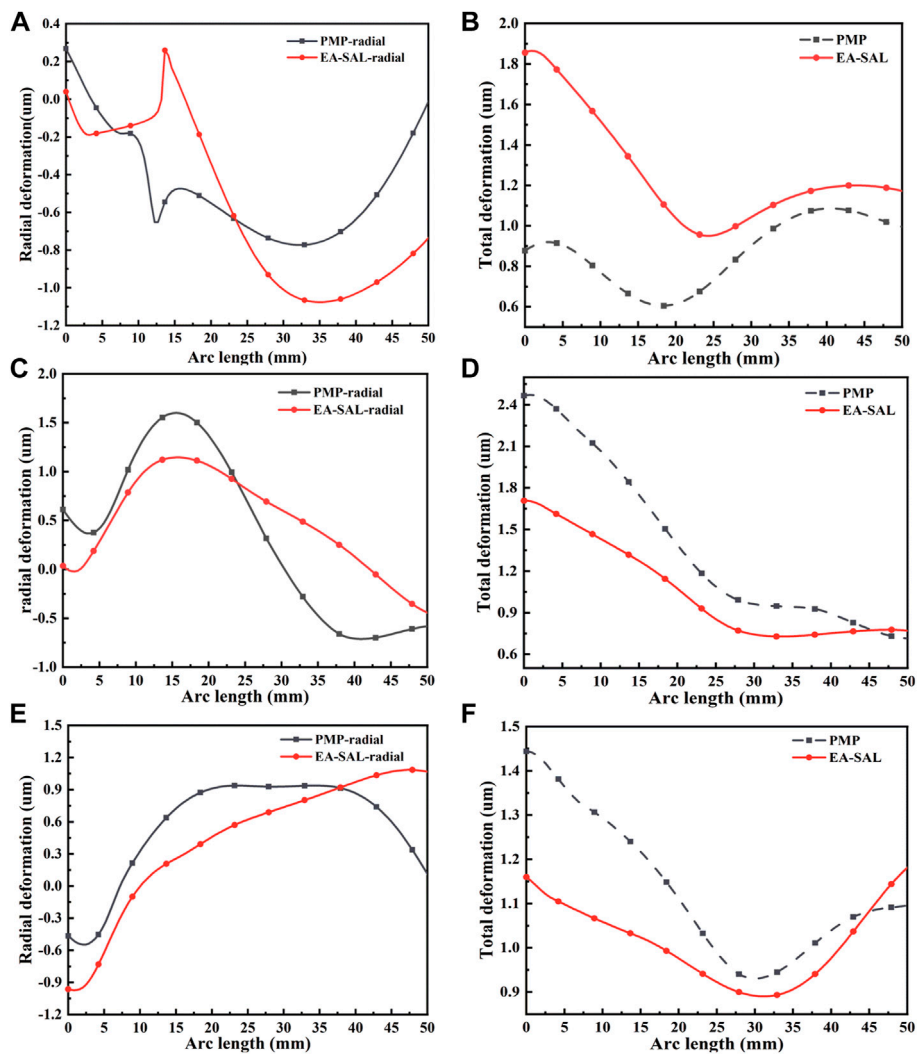 A
0.4
0.2
0.0
-0.2
-0.4
-0.6
-0.8
-1.0
-1.2
Radial deformation(um)
PMP-radial
EA-SAL-radial
0 5 10 15 20 25 30 35 40 45 50
Arc length (mm)
B
2.0
1.8
1.6
1.4
1.2
1.0
0.8
0.6
Total deformation (um)
PMP
EA-SAL
0 5 10 15 20 25 30 35 40 45 50
Arc length (mm)
C
2.0
1.5
1.0
0.5
0.0
-0.5
-1.0
radial deformation (um)
PMP-radial
EA-SAL-radial
0 5 10 15 20 25 30 35 40 45 50
Arc length (mm)
D
2.4
2.1
1.8
1.5
1.2
0.9
0.6
Total deformation (um)
PMP
EA-SAL
0 5 10 15 20 25 30 35 40 45 50
Arc length (mm)
E
1.5
1.2
0.9
0.6
0.3
0.0
-0.3
-0.6
-0.9
-1.2
Radial deformation (um)
PMP-radial
EA-SAL-radial
0 5 10 15 20 25 30 35 40 45 50
Arc length (mm)
F
1.5
1.4
1.3
1.2
1.1
1.0
0.9
Total deformation (um)
PMP
EA-SAL
0 5 10 15 20 25 30 35 40 45 50
Arc length (mm)